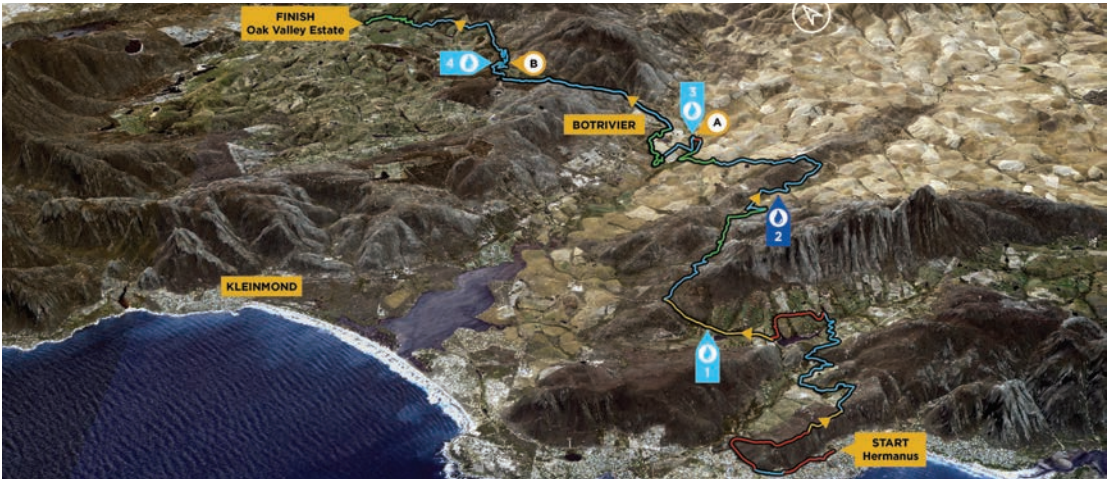 FINISH
Oak Valley Estate
4
B
3
A
BOTRIVIER
2
KLEINMOND
1
START
Hermanus